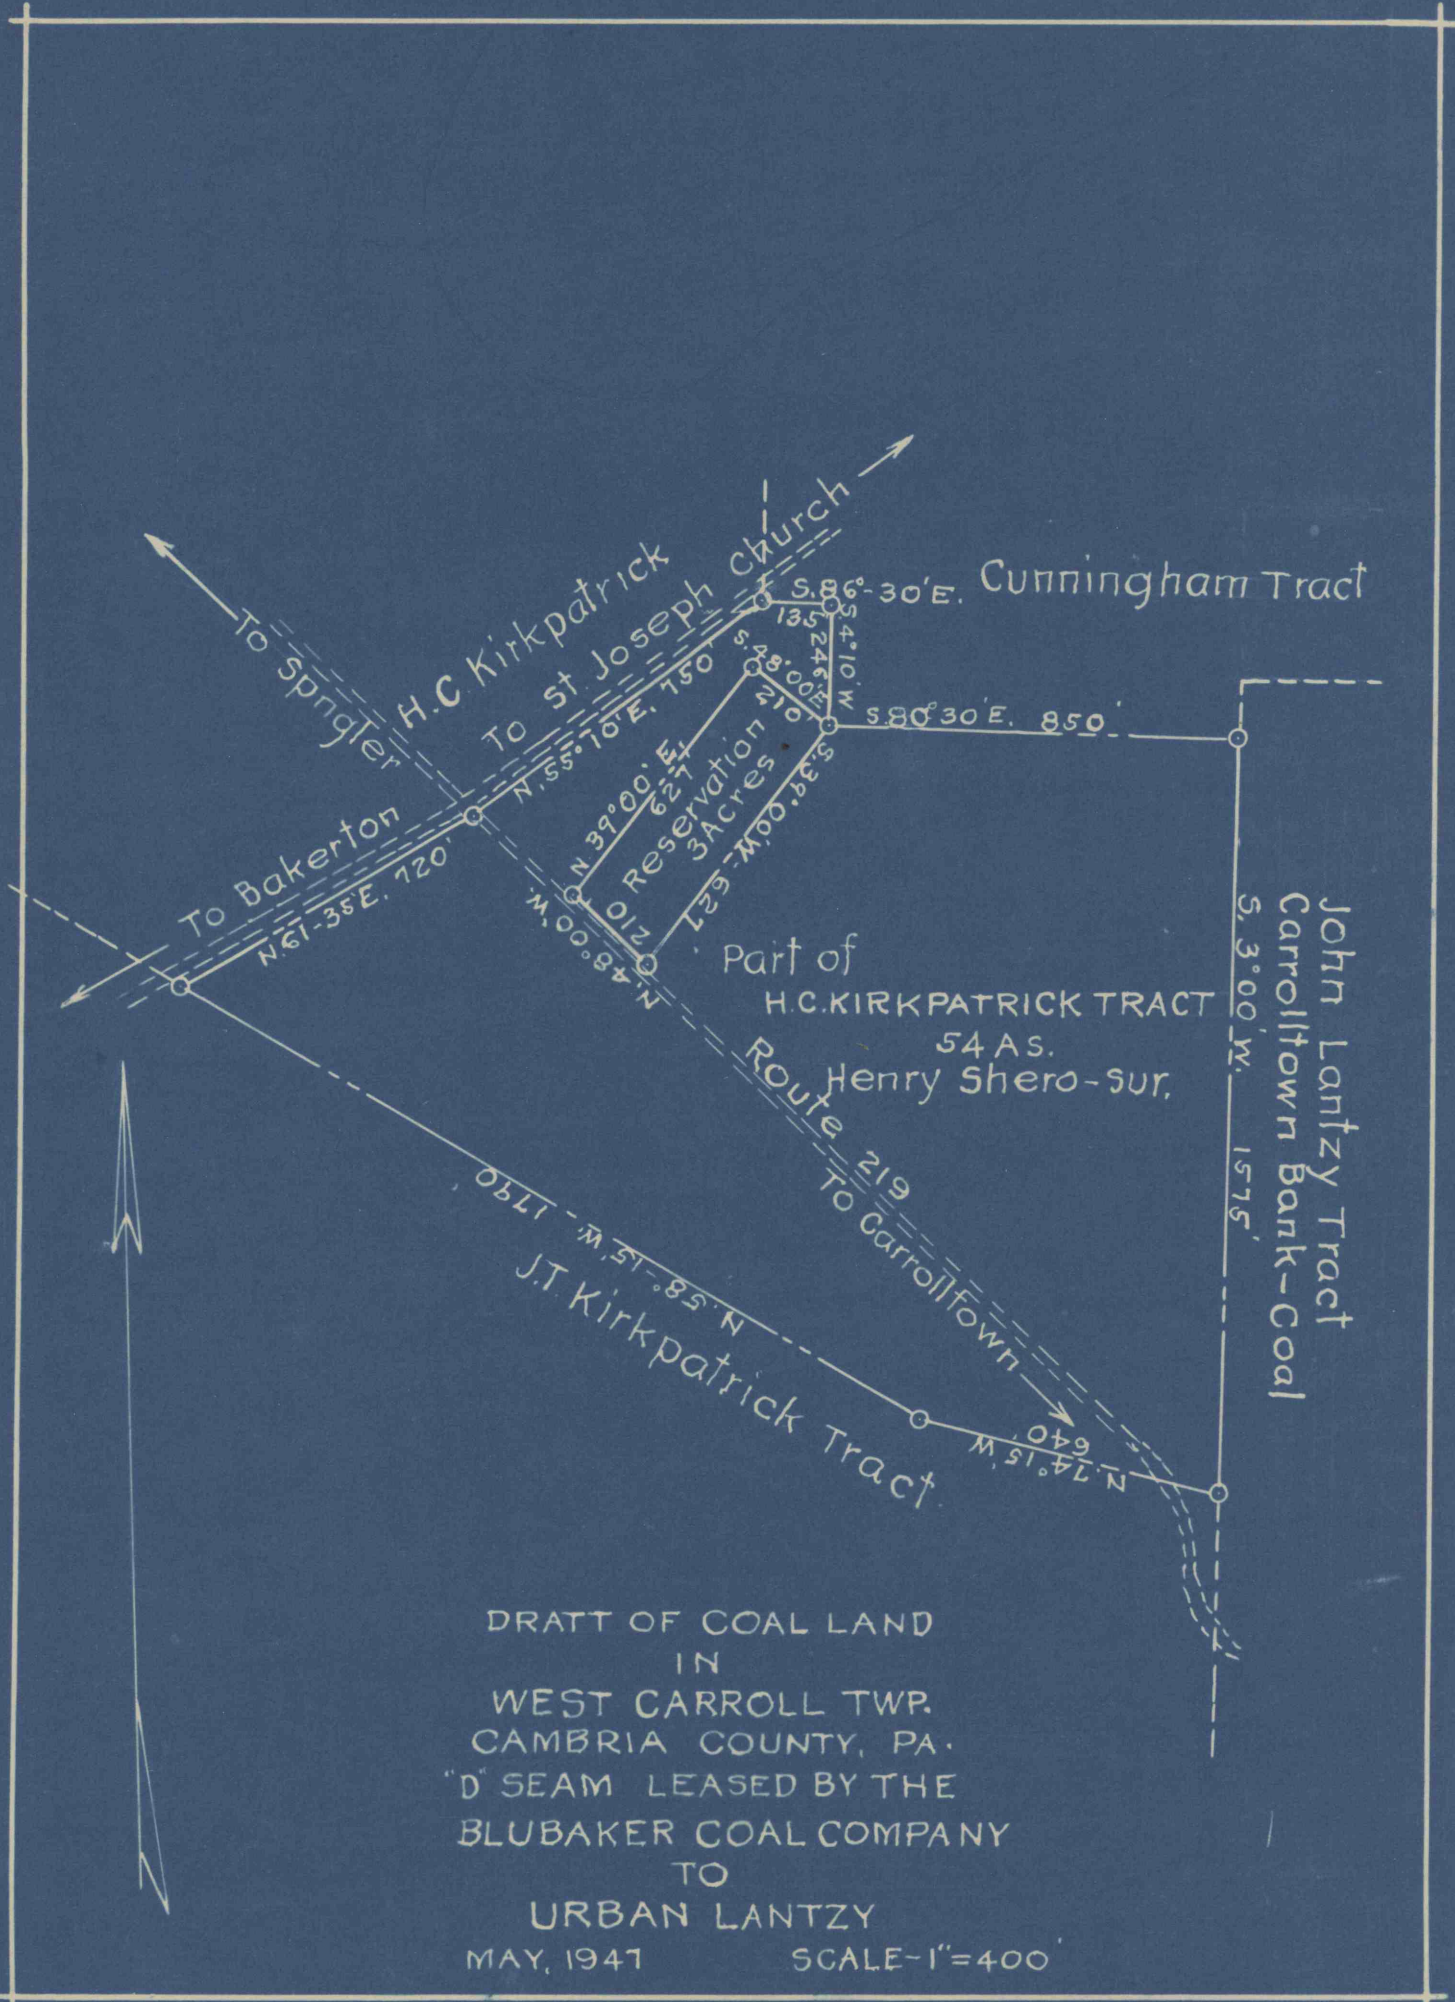 H.C. Kirkpatrick
To St. Joseph Church
To Spngler
S.86°-30'E.
135
Cunningham Tract
S.4°10'W
246
S.48°00'E
210'
N.55°10'E. 750'
S.80°30'E. 850'
N 39°00' E.
627'
Reservation
3Acres
S.39°00'W-627
210
N.48°00'W.
To Bakerton
N.61-35'E. 720'
Part of
H.C.KIRKPATRICK TRACT
54 AS.
Henry Shero-Sur.
John Lantzy Tract
Carrolltown Bank-Coal
S. 3°00'W. 1575'
Route 219
To Carrolltown
N.58°-15'W. 1790
J.T. Kirkpatrick Tract.
640'
N.74°15'W
DRATT OF COAL LAND
IN
WEST CARROLL TWP.
CAMBRIA COUNTY, PA.
"D" SEAM LEASED BY THE
BLUBAKER COAL COMPANY
TO
URBAN LANTZY
MAY, 1947 SCALE-1"=400'